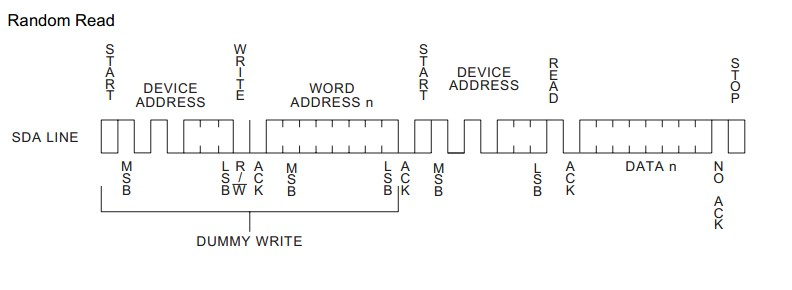 Random Read
START
DEVICE
ADDRESS
WRITE
WORD
ADDRESS n
START
DEVICE
ADDRESS
READ
STOP
SDA LINE
MSB
LSB
R/W
ACK
MSB
LSB
ACK
MSB
LSB
ACK
DATA n
NO ACK
DUMMY WRITE